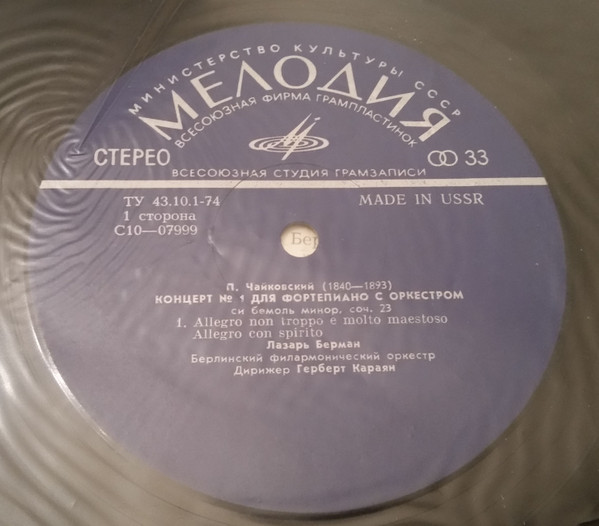 МИНИСТЕРСТВО КУЛЬТУРЫ СССР
МЕЛОДИЯ
ВСЕСОЮЗНАЯ ФИРМА ГРАМПЛАСТИНОК
СТЕРЕО
33
ВСЕСОЮЗНАЯ СТУДИЯ ГРАМЗАПИСИ
ТУ 43.10.1-74
MADE IN USSR
1 сторона
С10—07999
Бер
П. Чайковский (1840—1893)
КОНЦЕРТ № 1 ДЛЯ ФОРТЕПИАНО С ОРКЕСТРОМ
си бемоль минор, соч. 23
1. Allegro non troppo e molto maestoso
Allegro con spirito
Лазарь Берман
Берлинский филармонический оркестр
Дирижер Герберт Караян